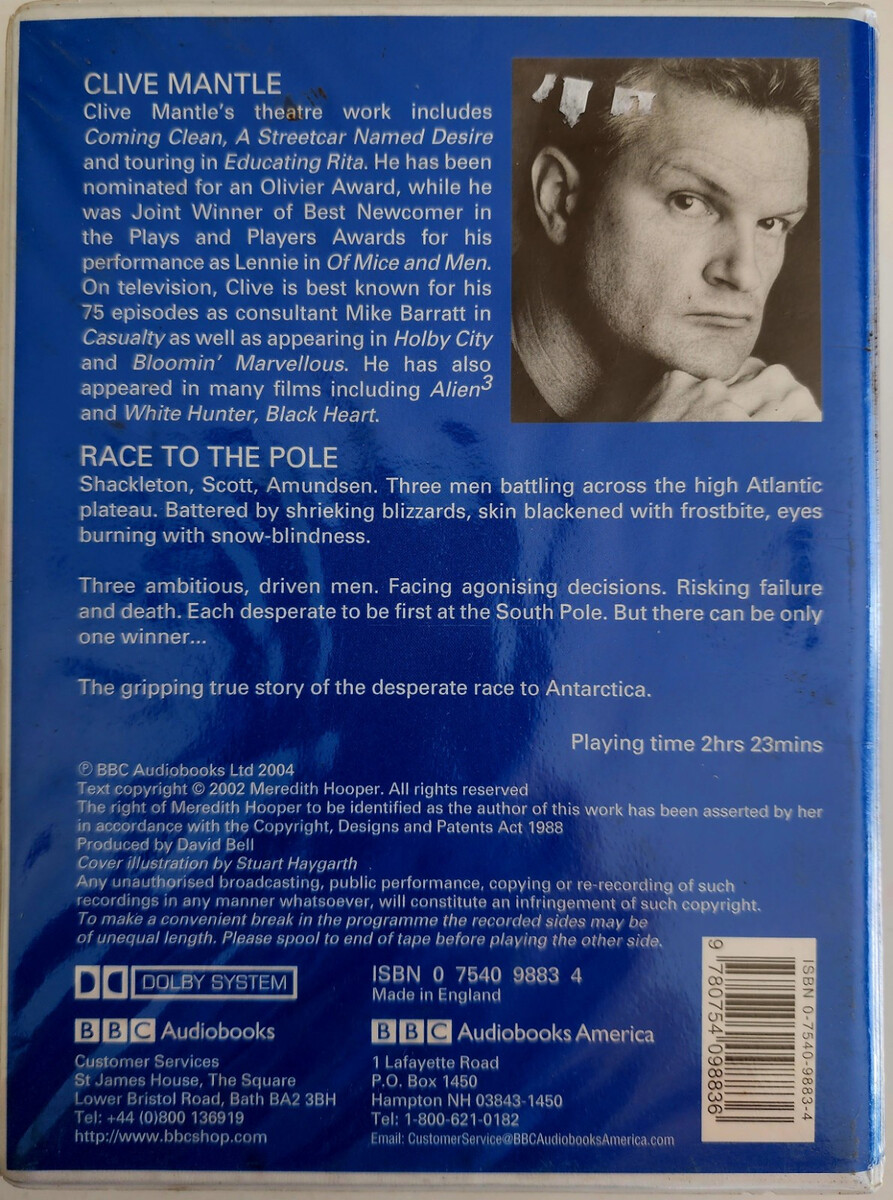 CLIVE MANTLE
Clive Mantle's theatre work includes
Coming Clean, A Streetcar Named Desire
and touring in Educating Rita. He has been
nominated for an Olivier Award, while he
was Joint Winner of Best Newcomer in
the Plays and Players Awards for his
performance as Lennie in Of Mice and Men.
On television, Clive is best known for his
75 episodes as consultant Mike Barratt in
Casualty as well as appearing in Holby City
and Bloomin' Marvellous. He has also
appeared in many films including Alien³
and White Hunter, Black Heart.
RACE TO THE POLE
Shackleton, Scott, Amundsen. Three men battling across the high Atlantic
plateau. Battered by shrieking blizzards, skin blackened with frostbite, eyes
burning with snow-blindness.
Three ambitious, driven men. Facing agonising decisions. Risking failure
and death. Each desperate to be first at the South Pole. But there can be only
one winner...
The gripping true story of the desperate race to Antarctica.
Playing time 2hrs 23mins
℗ BBC Audiobooks Ltd 2004
Text copyright © 2002 Meredith Hooper. All rights reserved
The right of Meredith Hooper to be identified as the author of this work has been asserted by her
in accordance with the Copyright, Designs and Patents Act 1988
Produced by David Bell
Cover illustration by Stuart Haygarth
Any unauthorised broadcasting, public performance, copying or re-recording of such
recordings in any manner whatsoever, will constitute an infringement of such copyright.
To make a convenient break in the programme the recorded sides may be
of unequal length. Please spool to end of tape before playing the other side.
DOLBY SYSTEM
ISBN 0 7540 9883 4
Made in England
BBC Audiobooks
Customer Services
St James House, The Square
Lower Bristol Road, Bath BA2 3BH
Tel: +44 (0)800 136919
http://www.bbcshop.com
BBC Audiobooks America
1 Lafayette Road
P.O. Box 1450
Hampton NH 03843-1450
Tel: 1-800-621-0182
Email: CustomerService@BBCAudiobooksAmerica.com
ISBN 0-7540-9883-4
9 780754 098836